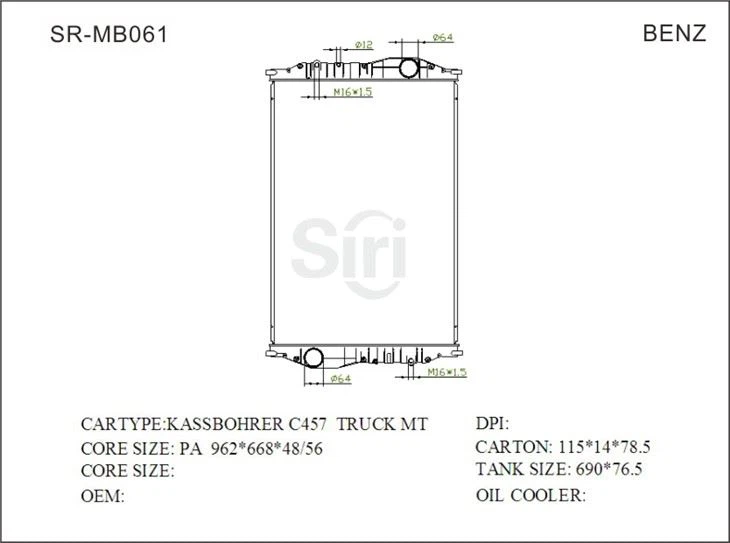 SR-MB061
BENZ
Ø12
Ø64
M16*1.5
Siri
M16*1.5
Ø64
CARTYPE:KASSBOHRER C457 TRUCK MT
DPI:
CORE SIZE: PA 962*668*48/56
CARTON: 115*14*78.5
CORE SIZE:
TANK SIZE: 690*76.5
OEM:
OIL COOLER: